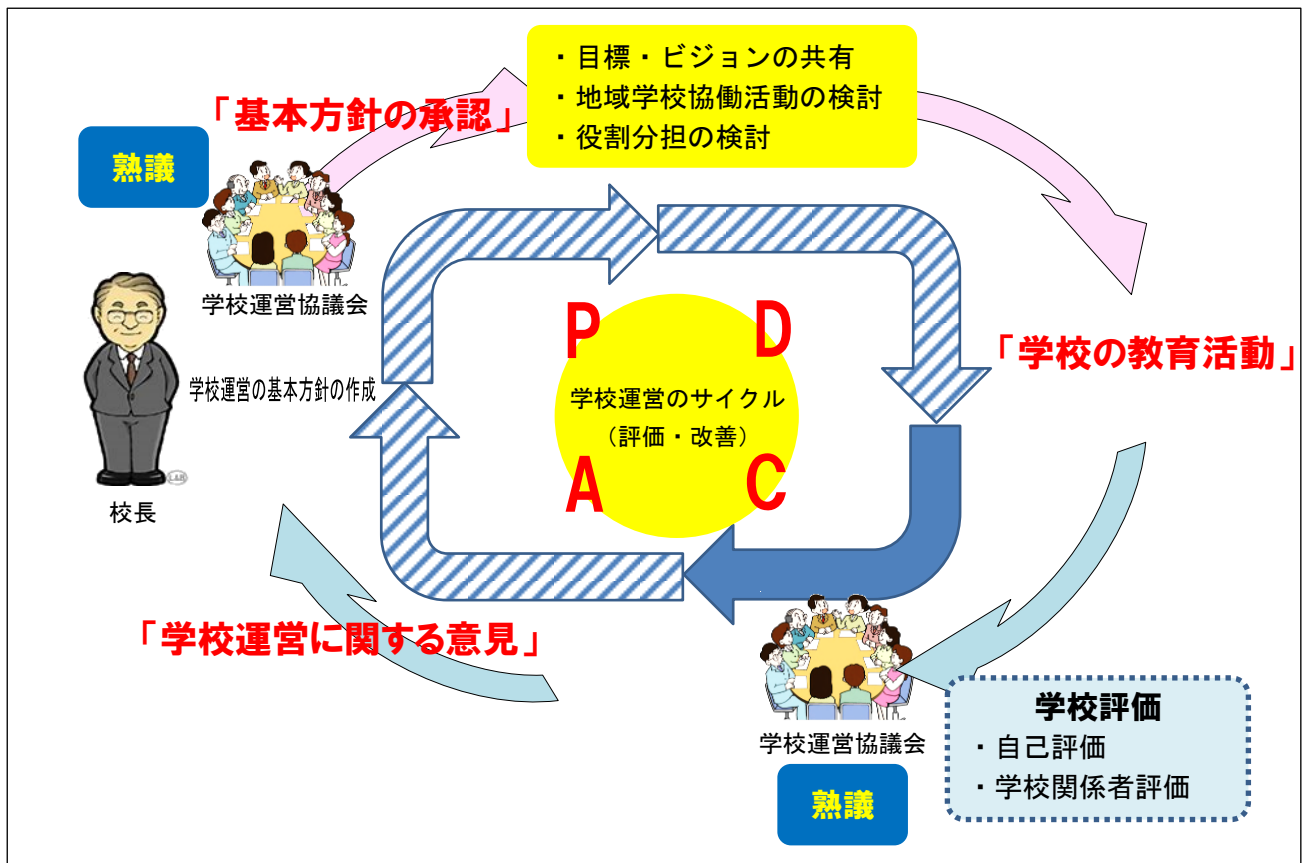 ・目標・ビジョンの共有
・地域学校協働活動の検討
・役割分担の検討
「基本方針の承認」
熟議
学校運営協議会
学校運営の基本方針の作成
校長
P
D
学校運営のサイクル
（評価・改善）
A
C
「学校の教育活動」
「学校運営に関する意見」
学校運営協議会
熟議
学校評価
・自己評価
・学校関係者評価